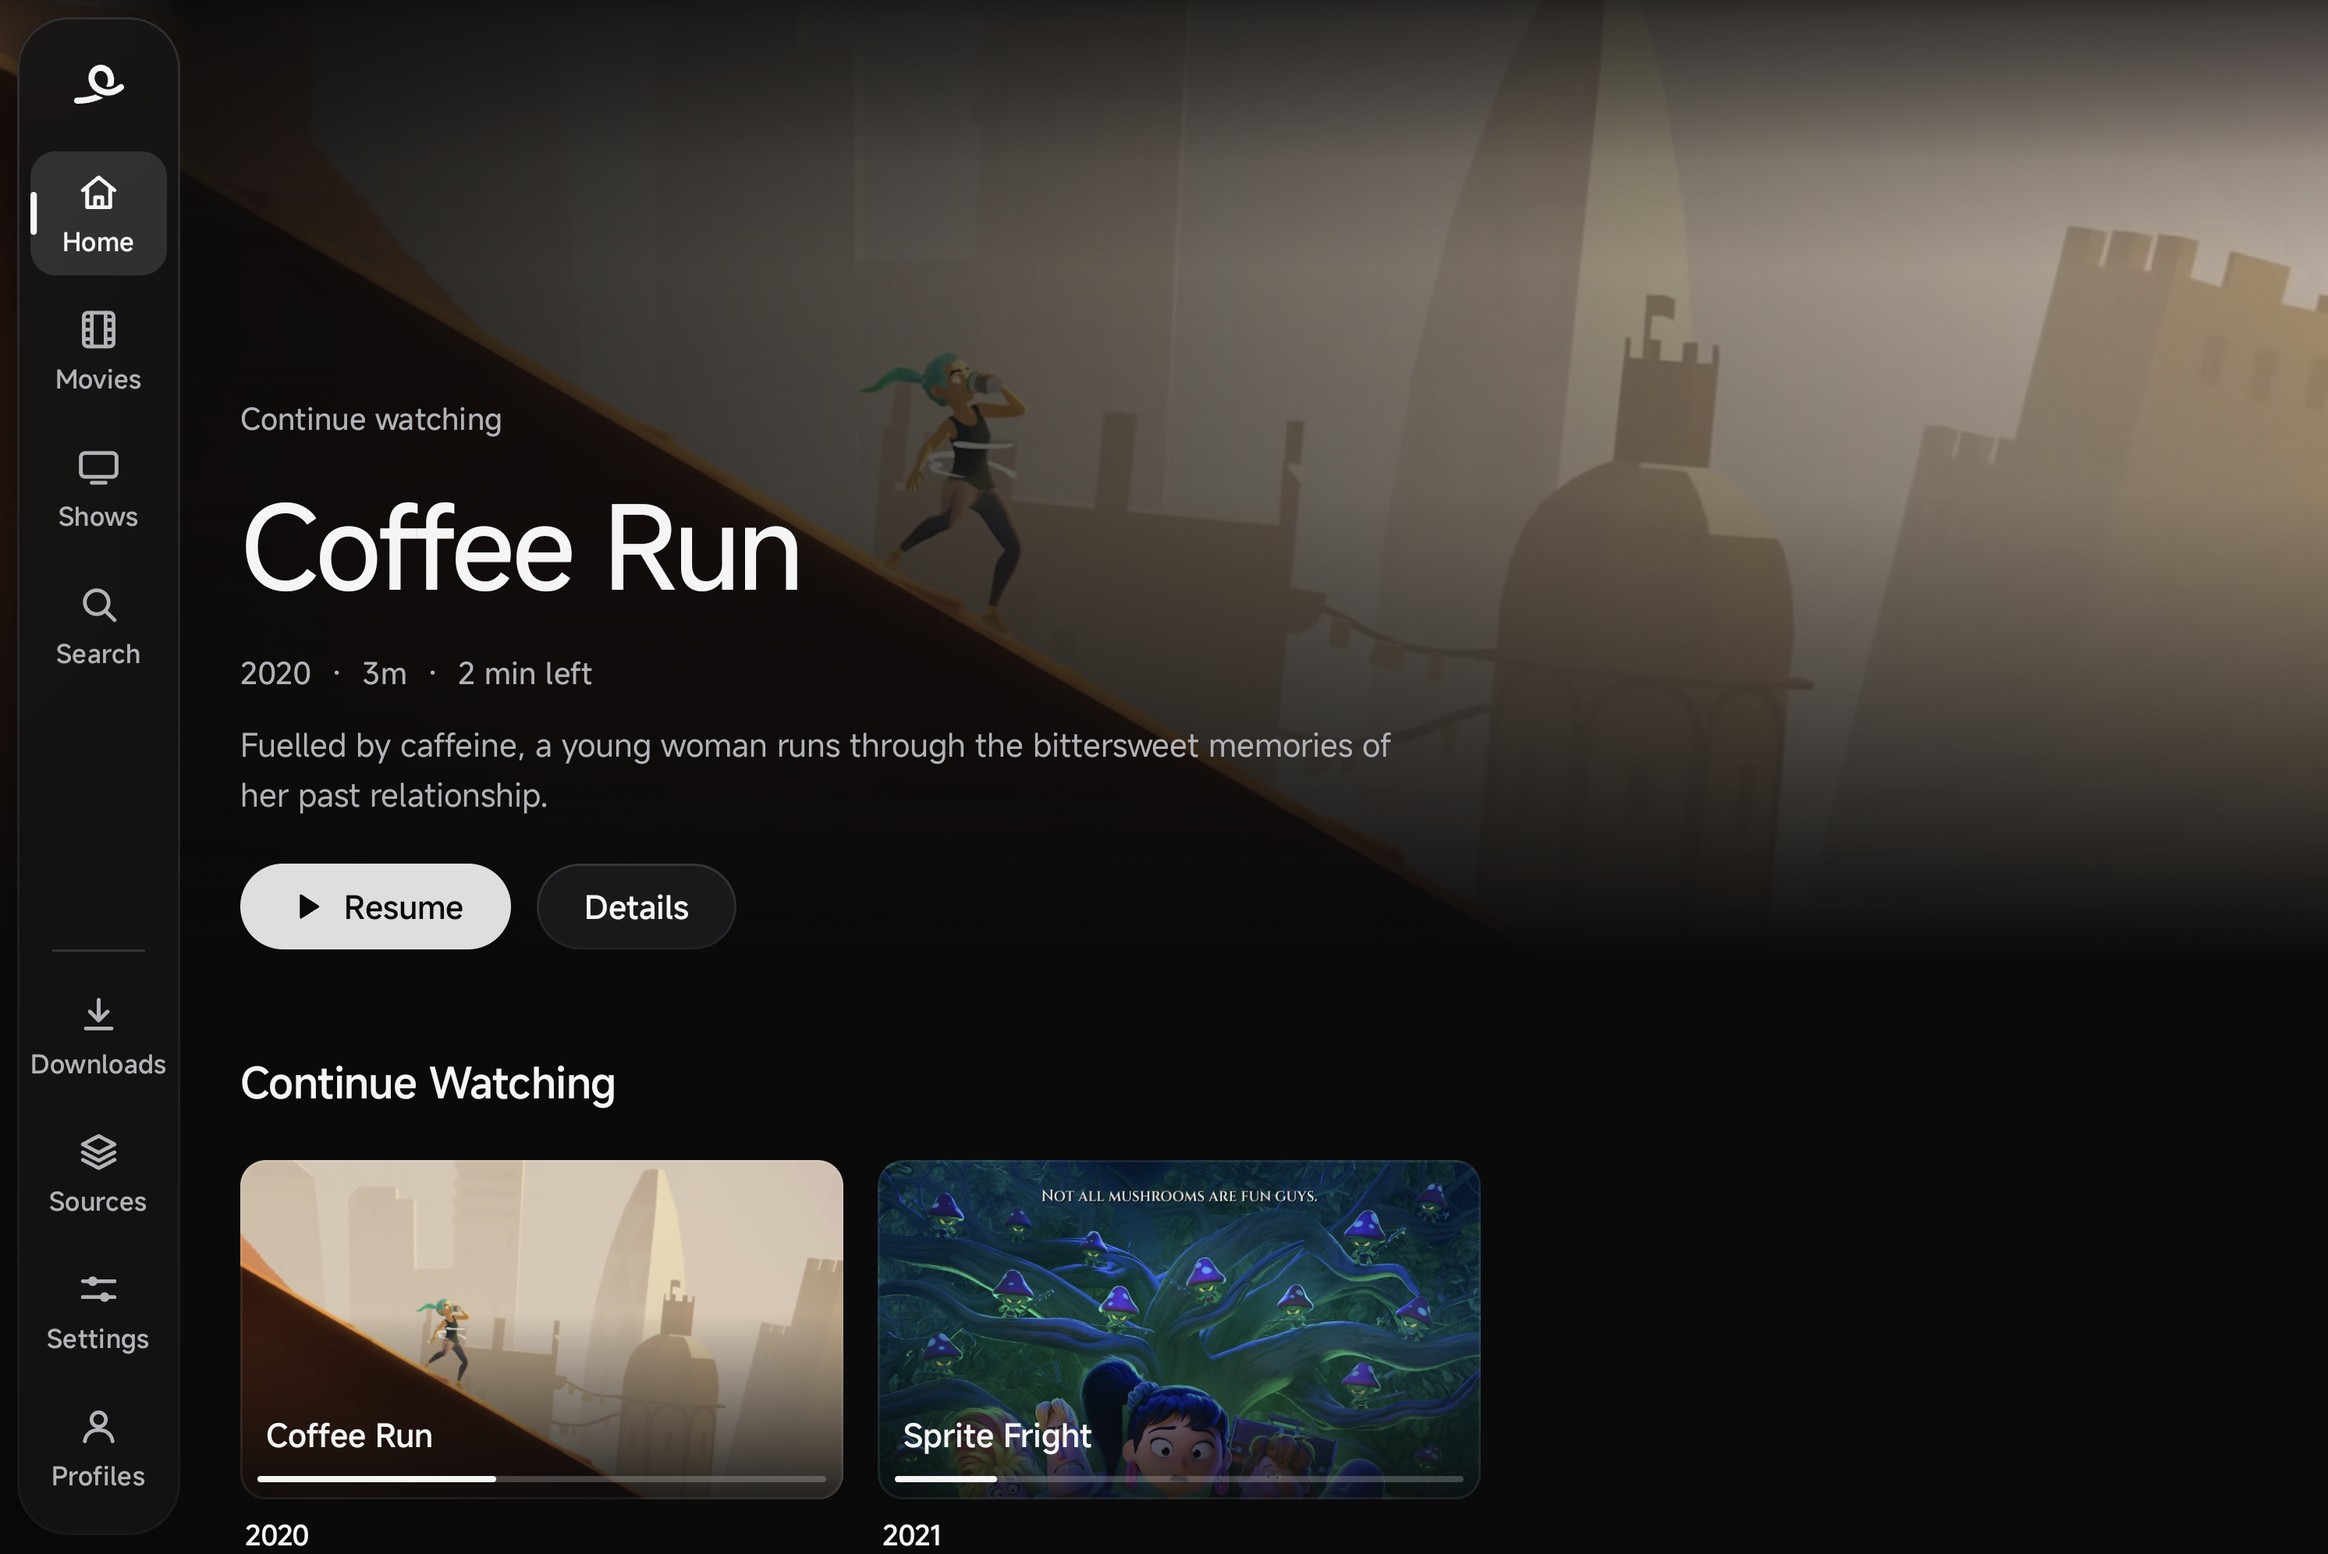 Home
Movies
Shows
Search
Downloads
Sources
Settings
Profiles
Continue watching
Coffee Run
2020 · 3m · 2 min left
Fuelled by caffeine, a young woman runs through the bittersweet memories of
her past relationship.
Resume
Details
Continue Watching
Coffee Run
2020
NOT ALL MUSHROOMS ARE FUN GUYS.
Sprite Fright
2021